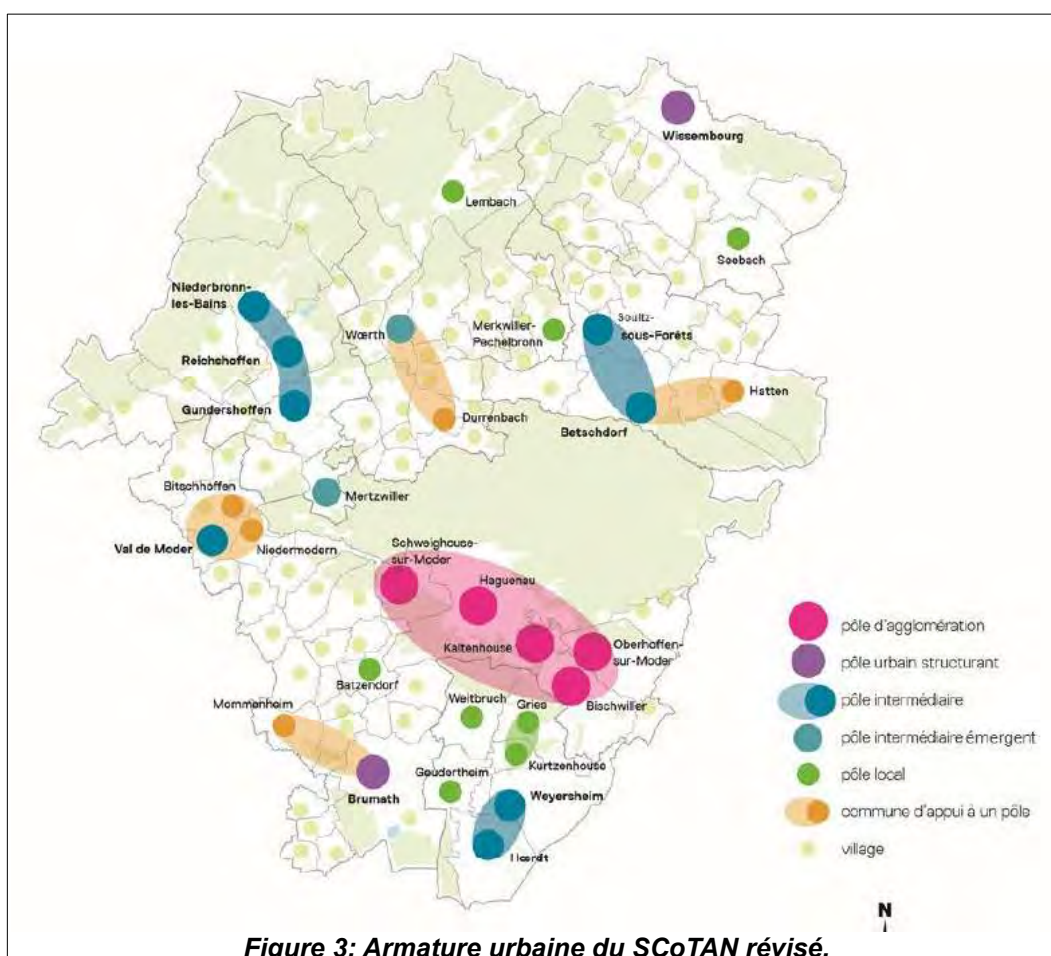 Wissembourg
Lembach
Seebach
Niederbronn-
les-Bains
Soultz-
sous-Forêts
Wœrth
Merkwiller-
Pechelbronn
Reichshoffen
Hatten
Gundershoffen
Durrenbach
Betschdorf
Bitschhoffen
Mertzwiller
Val de Moder
Niedermodern
Schweighouse-
sur-Moder
Haguenau
Kaltenhouse
Oberhoffen-
sur-Moder
Batzendorf
Bischwiller
Weitbruch
Gries
Mommenheim
Kurtzenhouse
Geudertheim
Weyersheim
Brumath
Hœrdt
pôle d'agglomération
pôle urbain structurant
pôle intermédiaire
pôle intermédiaire émergent
pôle local
commune d'appui à un pôle
village
N
Figure 3: Armature urbaine du SCoTAN révisé.